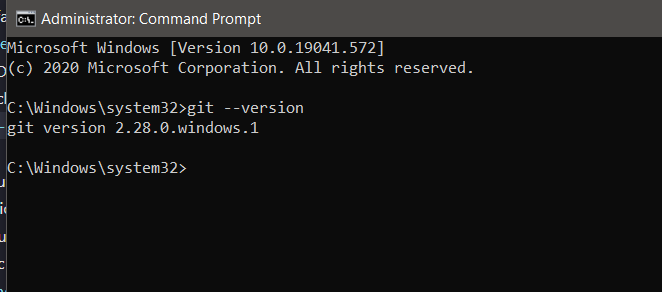 Administrator: Command Prompt
Microsoft Windows [Version 10.0.19041.572]
(c) 2020 Microsoft Corporation. All rights reserved.
C:\Windows\system32>git --version
git version 2.28.0.windows.1
C:\Windows\system32>